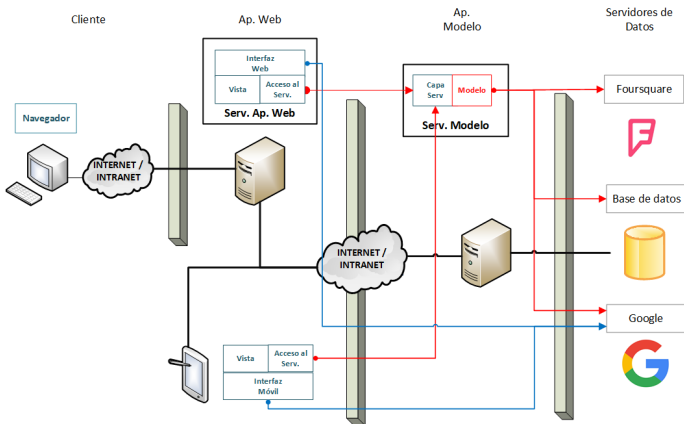 Cliente
Ap. Web
Ap.
Modelo
Servidores de
Datos
Interfaz
Web
Vista
Acceso al
Serv.
Serv. Ap. Web
Capa
Serv
Modelo
Serv. Modelo
Foursquare
Navegador
INTERNET /
INTRANET
Base de datos
INTERNET /
INTRANET
Google
Vista
Acceso al
Serv.
Interfaz
Móvil